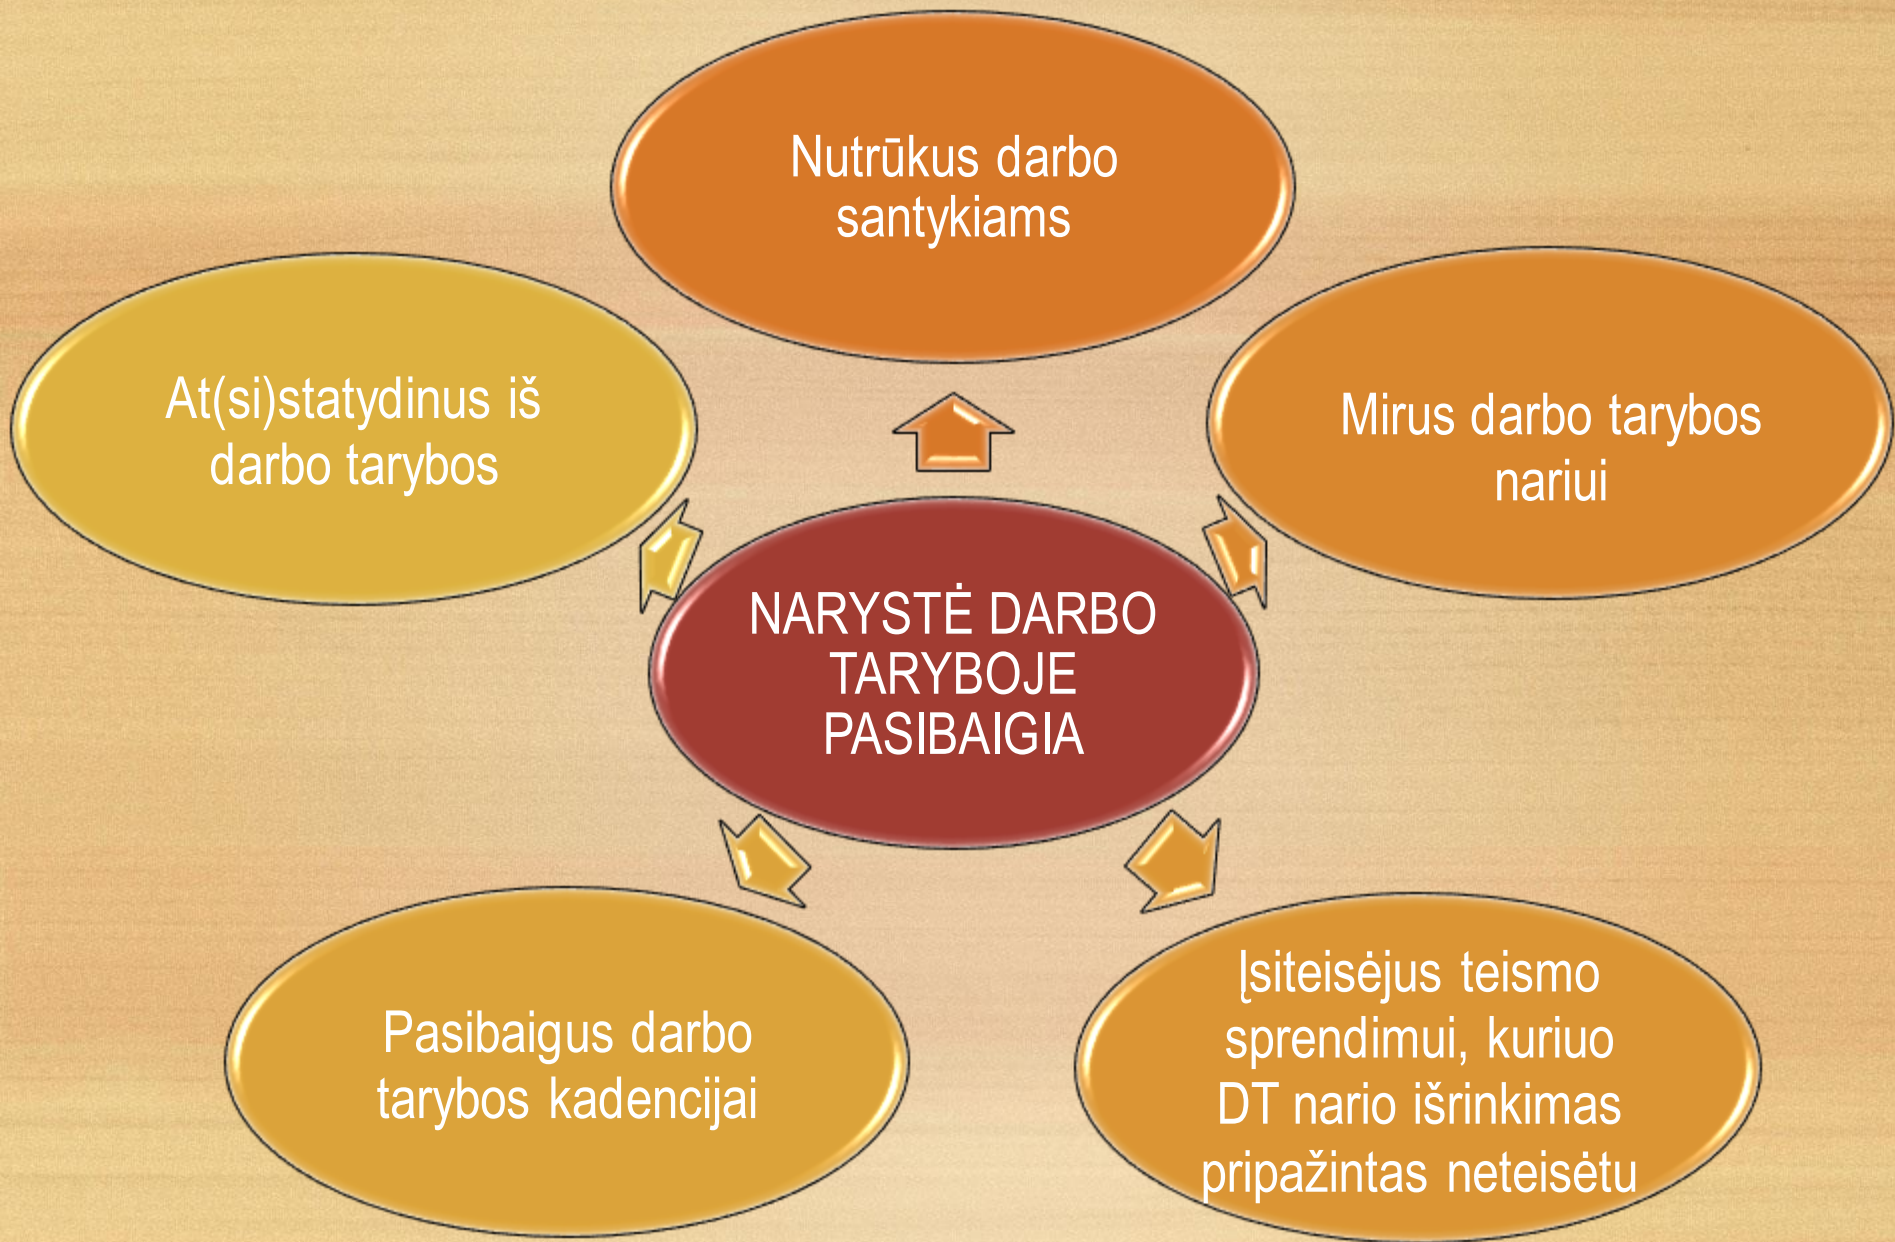 Nutrūkus darbo
santykiams
At(si)statydinus iš
darbo tarybos
Mirus darbo tarybos
nariui
NARYSTĖ DARBO
TARYBOJE
PASIBAIGIA
Pasibaigus darbo
tarybos kadencijai
Įsiteisėjus teismo
sprendimui, kuriuo
DT nario išrinkimas
pripažintas neteisėtu